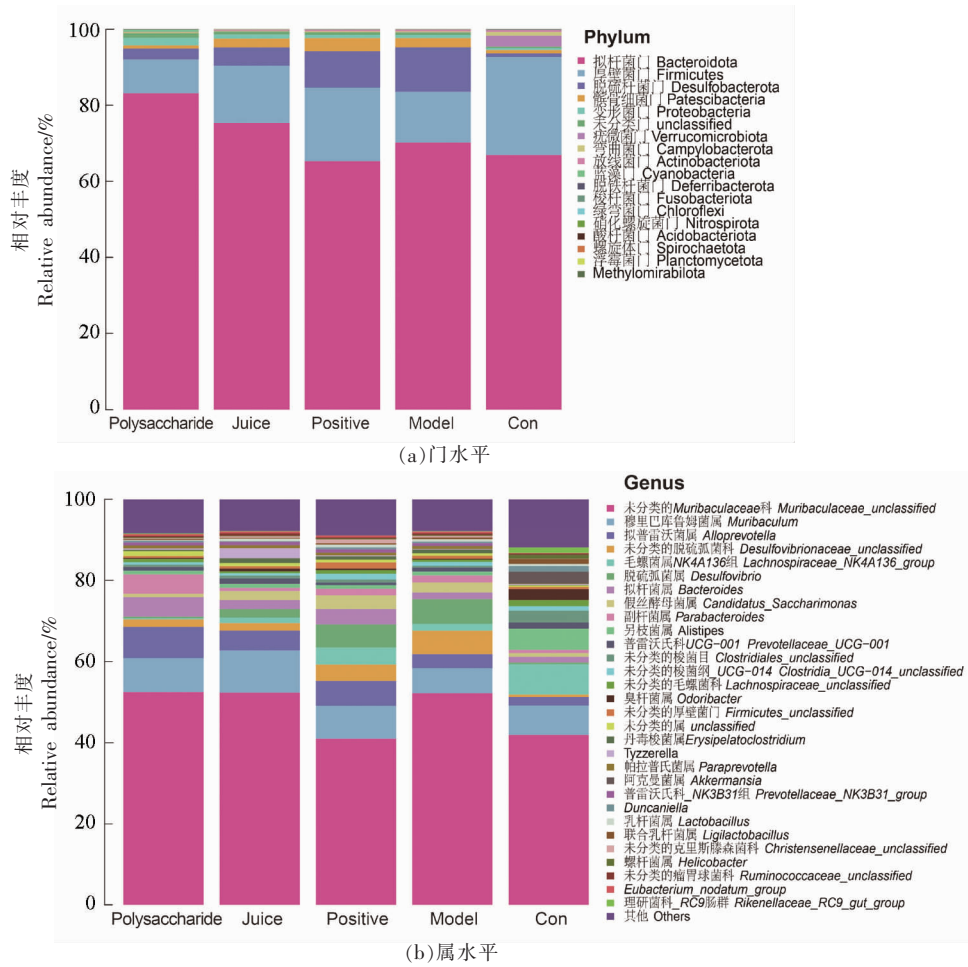 100
80
60
40
20
0
相对丰度
Relative abundance/%
Polysaccharide
Juice
Positive
Model
Con
Phylum
拟杆菌门 Bacteroidota
厚壁菌门 Firmicutes
脱硫杆菌门 Desulfobacterota
髌骨细菌门 Patescibacteria
变形菌门 Proteobacteria
未分类门 unclassified
疣微菌门 Verrucomicrobiota
弯曲菌门 Campylobacterota
放线菌门 Actinobacteriota
蓝藻门 Cyanobacteria
脱铁杆菌门 Deferribacterota
梭杆菌门 Fusobacteriota
绿弯菌门 Chloroflexi
硝化螺旋菌门 Nitrospirota
酸杆菌门 Acidobacteriota
螺旋体门 Spirochaetota
浮霉菌门 Planctomycetota
Methylomirabilota
(a)门水平
100
80
60
40
20
0
相对丰度
Relative abundance/%
Polysaccharide
Juice
Positive
Model
Con
Genus
未分类的Muribaculaceae科 Muribaculaceae_unclassified
穆里巴库鲁姆菌属 Muribaculum
拟普雷沃菌属 Alloprevotella
未分类的脱硫弧菌科 Desulfovibrionaceae_unclassified
毛螺菌属NK4A136组 Lachnospiraceae_NK4A136_group
脱硫弧菌属 Desulfovibrio
拟杆菌属 Bacteroides
假丝酵母菌属 Candidatus_Saccharimonas
副杆菌属 Parabacteroides
另枝菌属 Alistipes
普雷沃氏科UCG-001 Prevotellaceae_UCG-001
未分类的梭菌目 Clostridiales_unclassified
未分类的梭菌纲_UCG-014 Clostridia_UCG-014_unclassified
未分类的毛螺菌科 Lachnospiraceae_unclassified
臭杆菌属 Odoribacter
未分类的厚壁菌门 Firmicutes_unclassified
未分类的属 unclassified
丹毒梭菌属Erysipelatoclostridium
Tyzzerella
帕拉普氏菌属 Paraprevotella
阿克曼菌属 Akkermansia
普雷沃氏科_NK3B31组 Prevotellaceae_NK3B31_group
Duncaniella
乳杆菌属 Lactobacillus
联合乳杆菌属 Ligilactobacillus
未分类的克里斯滕森菌科 Christensenellaceae_unclassified
螺杆菌属 Helicobacter
未分类的瘤胃球菌科 Ruminococcaceae_unclassified
Eubacterium_nodatum_group
理研菌科_RC9肠群 Rikenellaceae_RC9_gut_group
其他 Others
(b)属水平